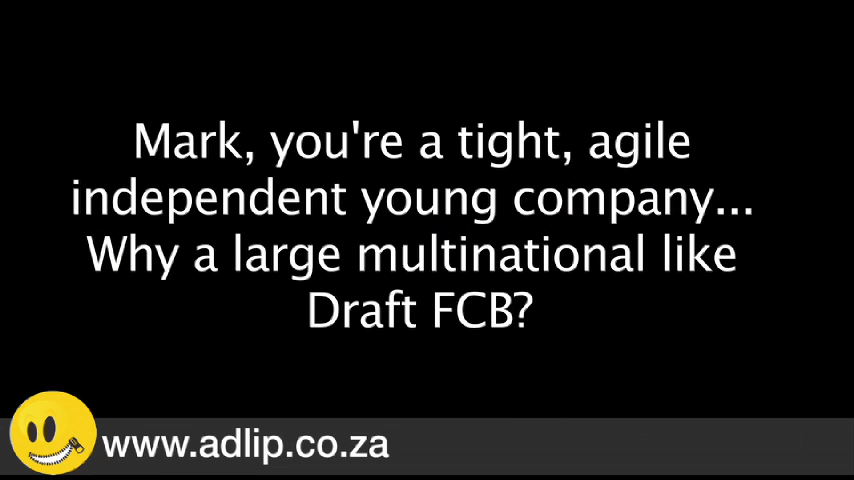 Mark, you're a tight, agile
independent young company...
Why a large multinational like
Draft FCB?
www.adlip.co.za